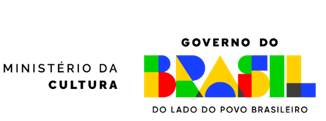 MINISTÉRIO DA
CULTURA
GOVERNO DO
BRASIL
DO LADO DO POVO BRASILEIRO